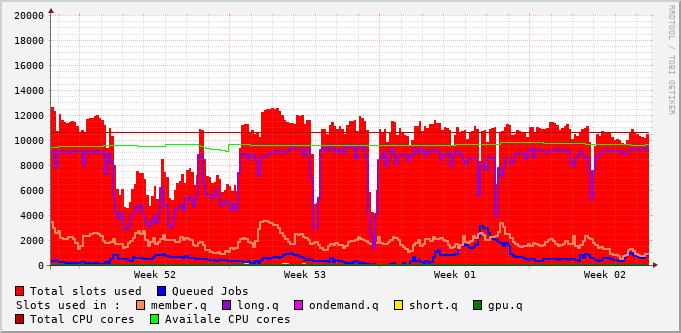 20000
18000
16000
14000
12000
10000
8000
6000
4000
2000
0
Week 52 Week 53 Week 01 Week 02
RRDTOOL / TOBI OETIKER
Total slots used Queued Jobs
Slots used in : member.q long.q ondemand.q short.q gpu.q
Total CPU cores Availale CPU cores